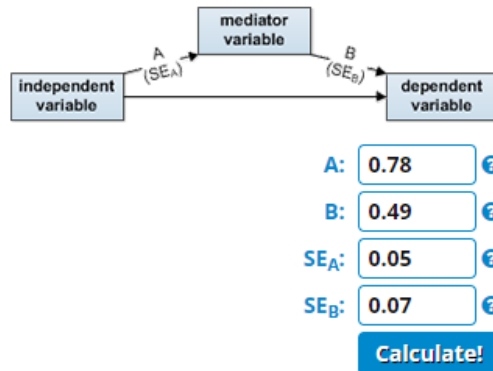 mediator
variable
A
(SEA)
B
(SEB)
independent
variable
dependent
variable
A: 0.78 ?
B: 0.49 ?
SEA: 0.05 ?
SEB: 0.07 ?
Calculate!